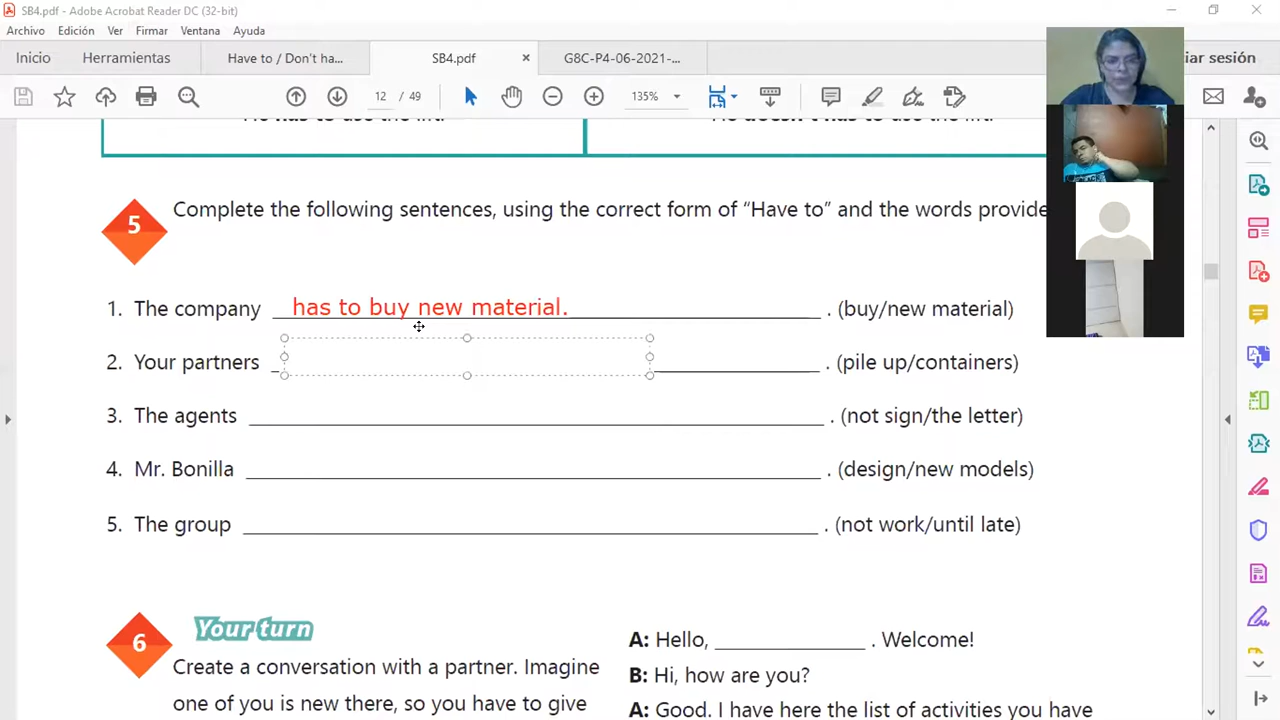 SB4.pdf - Adobe Acrobat Reader DC (32-bit)
Archivo Edición Ver Firmar Ventana Ayuda
Inicio Herramientas Have to / Don't ha... SB4.pdf × G8C-P4-06-2021-... iar sesión
12 / 49 135%
5 Complete the following sentences, using the correct form of "Have to" and the words provide
1. The company has to buy new material. . (buy/new material)
2. Your partners . (pile up/containers)
3. The agents . (not sign/the letter)
4. Mr. Bonilla . (design/new models)
5. The group . (not work/until late)
6 Your turn
Create a conversation with a partner. Imagine
one of you is new there, so you have to give
A: Hello, . Welcome!
B: Hi, how are you?
A: Good. I have here the list of activities you have